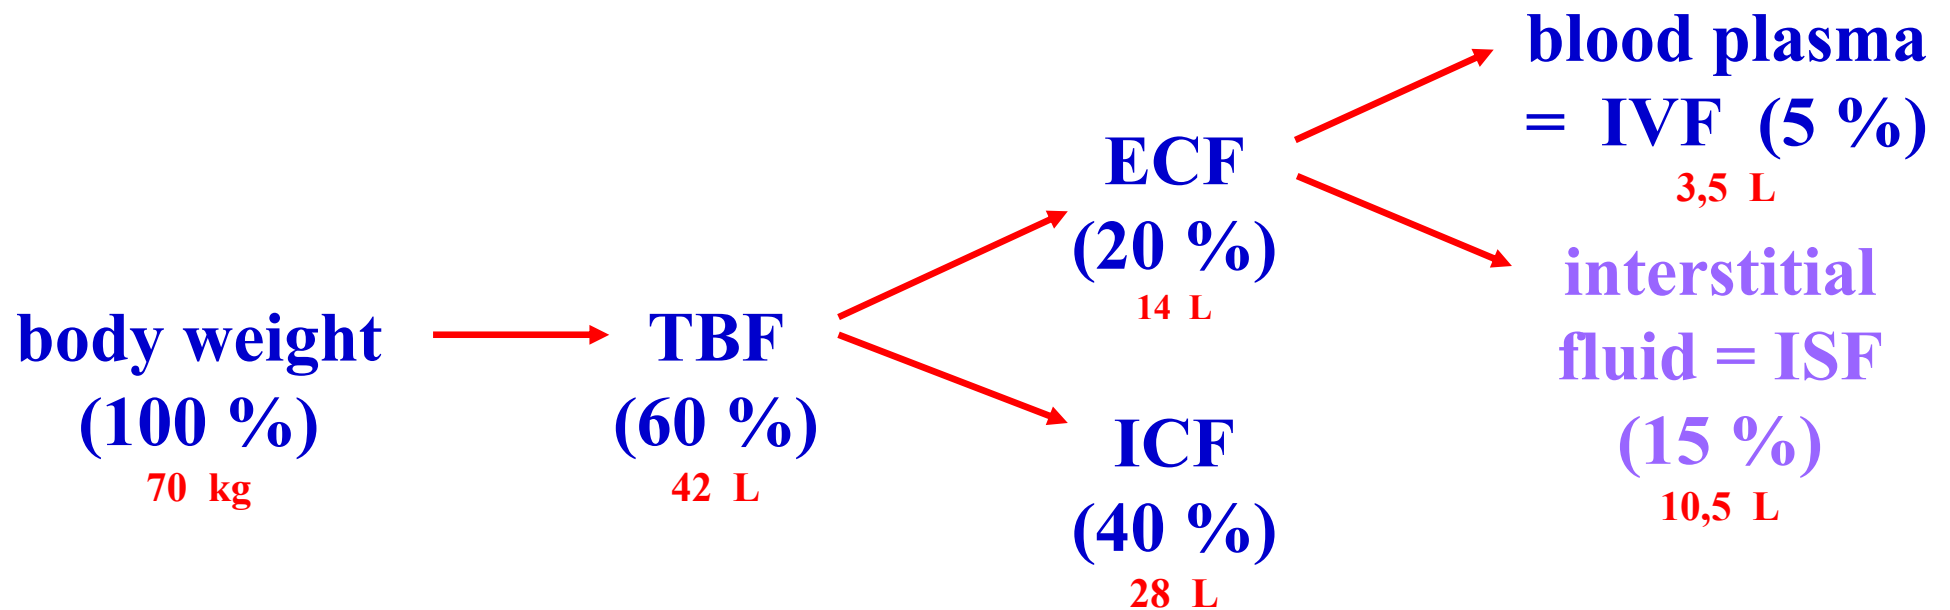 body weight
(100 %)
70 kg
TBF
(60 %)
42 L
ECF
(20 %)
14 L
ICF
(40 %)
28 L
blood plasma
= IVF (5 %)
3,5 L
interstitial
fluid = ISF
(15 %)
10,5 L